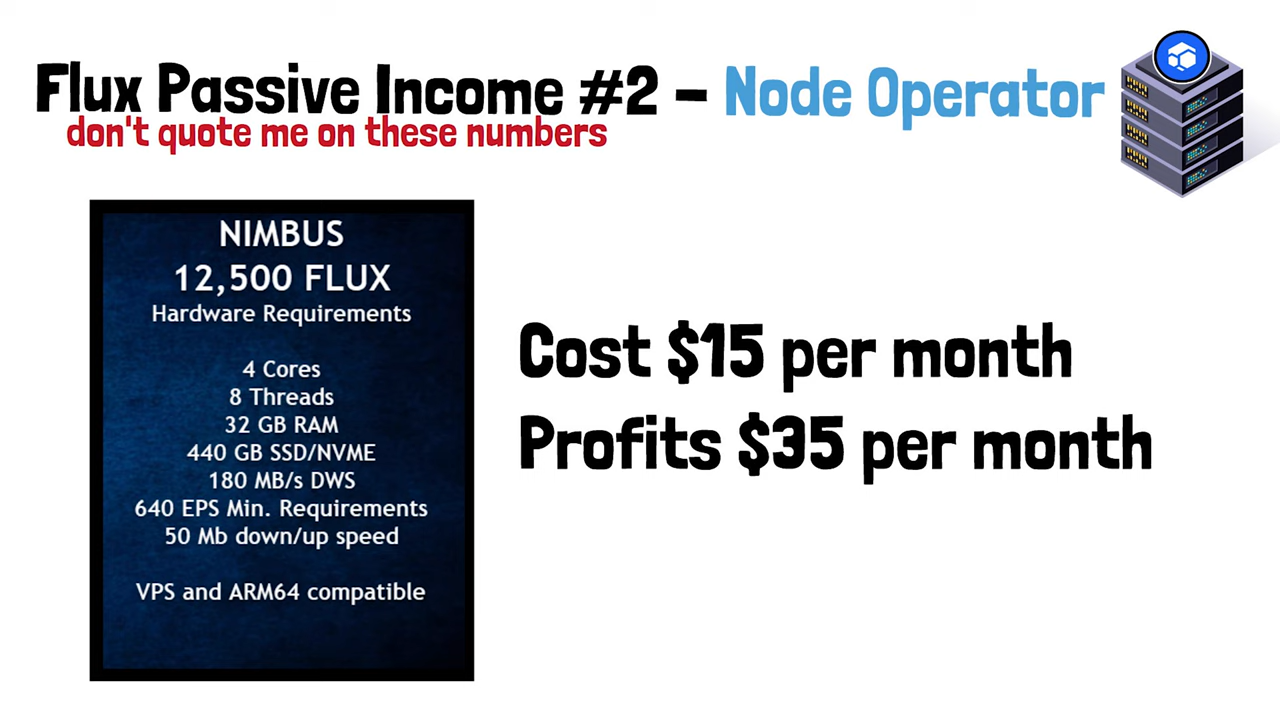 Flux Passive Income #2 – Node Operator
don't quote me on these numbers
NIMBUS
12,500 FLUX
Hardware Requirements
4 Cores
8 Threads
32 GB RAM
440 GB SSD/NVME
180 MB/s DWS
640 EPS Min. Requirements
50 Mb down/up speed
VPS and ARM64 compatible
Cost $15 per month
Profits $35 per month